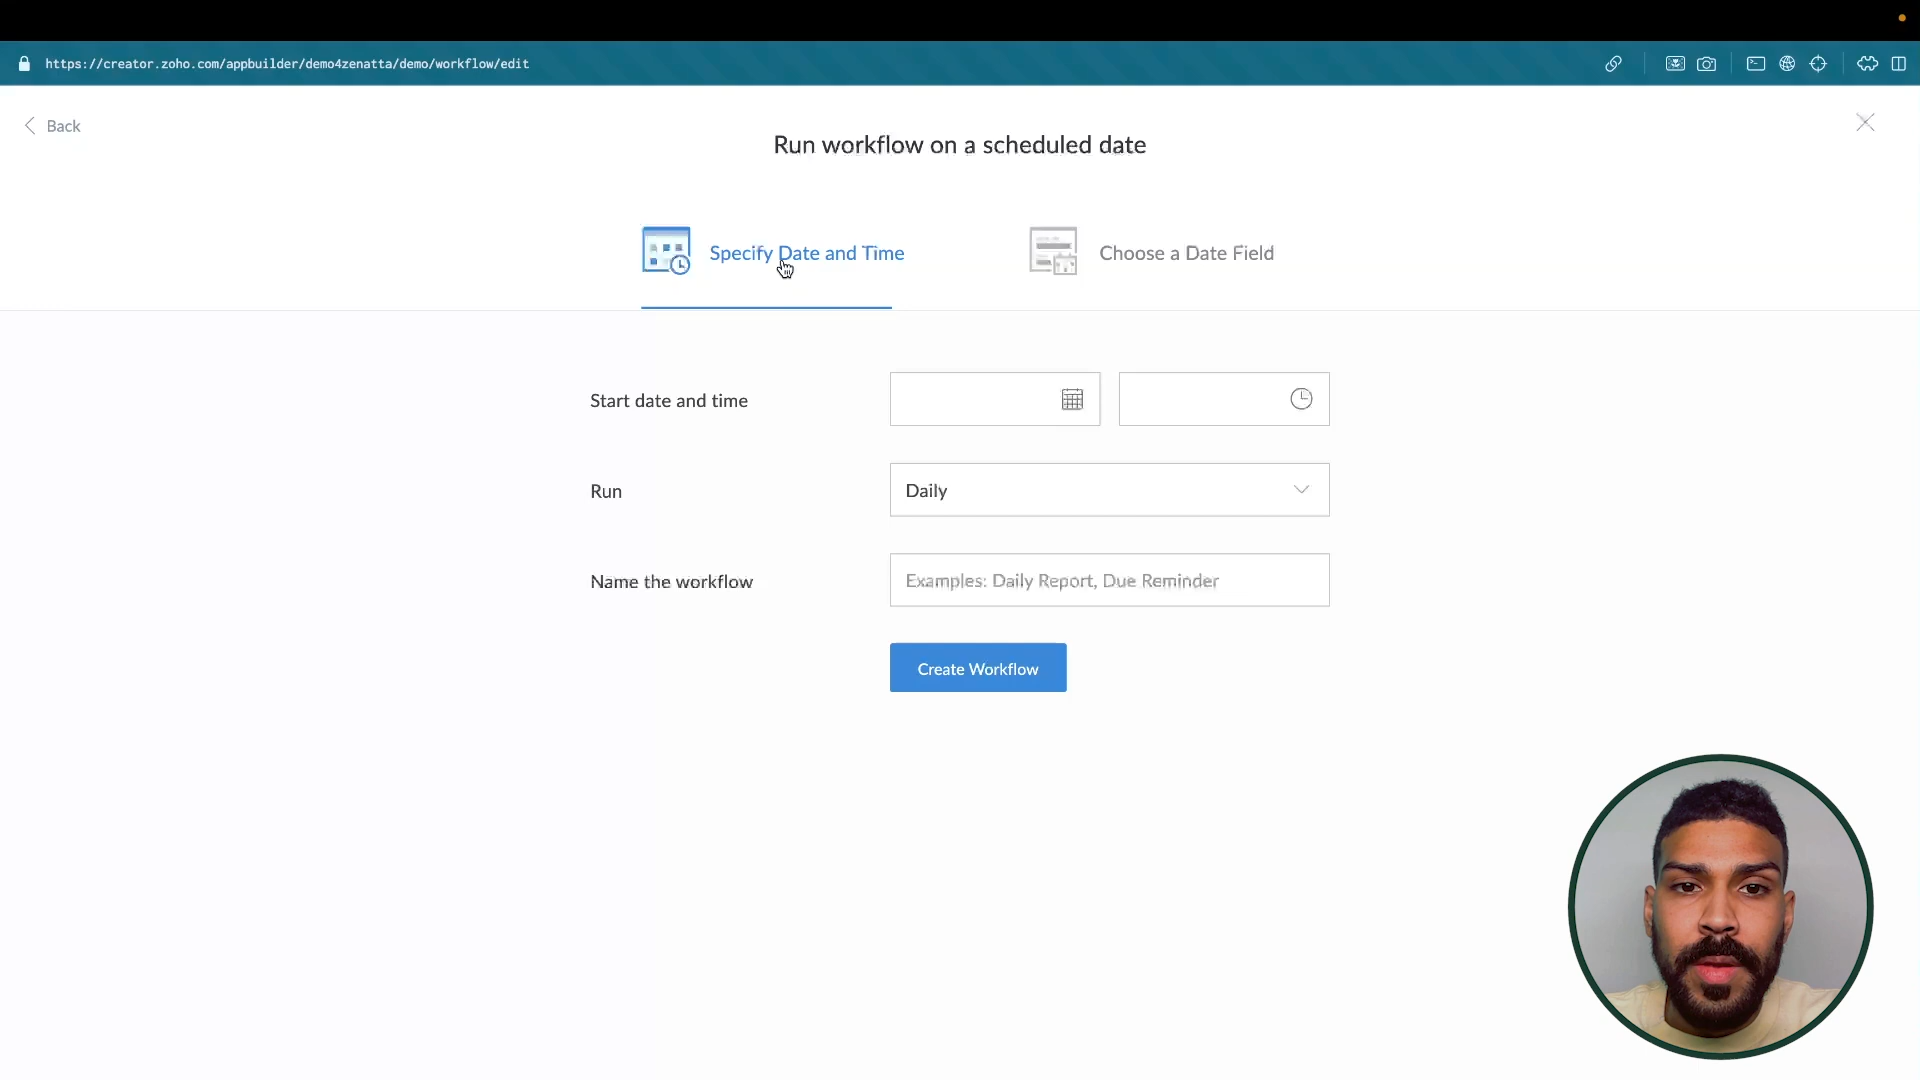 https://creator.zoho.com/appbuilder/demo4zenatta/demo/workflow/edit
Back
Run workflow on a scheduled date
Specify Date and Time
Choose a Date Field
Start date and time
Run
Daily
Name the workflow
Examples: Daily Report, Due Reminder
Create Workflow